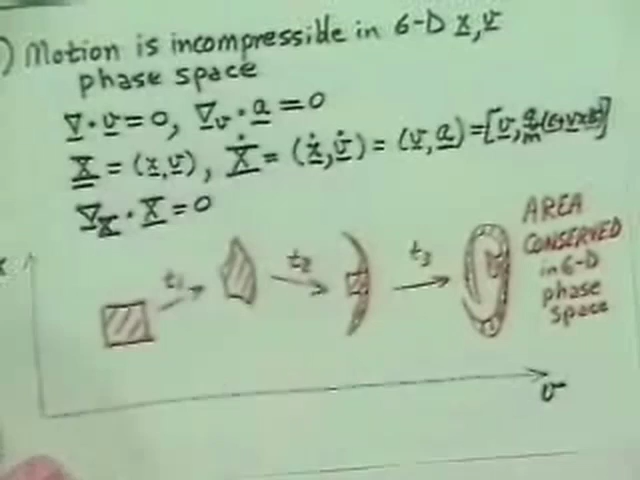 ) Motion is incompressible in 6-D x, v
phase space
∇·v=0, ∇v·a=0
X = (x,v), Ẋ = (ẋ,v̇) = (v,a) = [v, q/m (E+v×B)]
∇X·Ẋ=0
x
t1
t2
t3
AREA
CONSERVED
in 6-D
phase
space
v